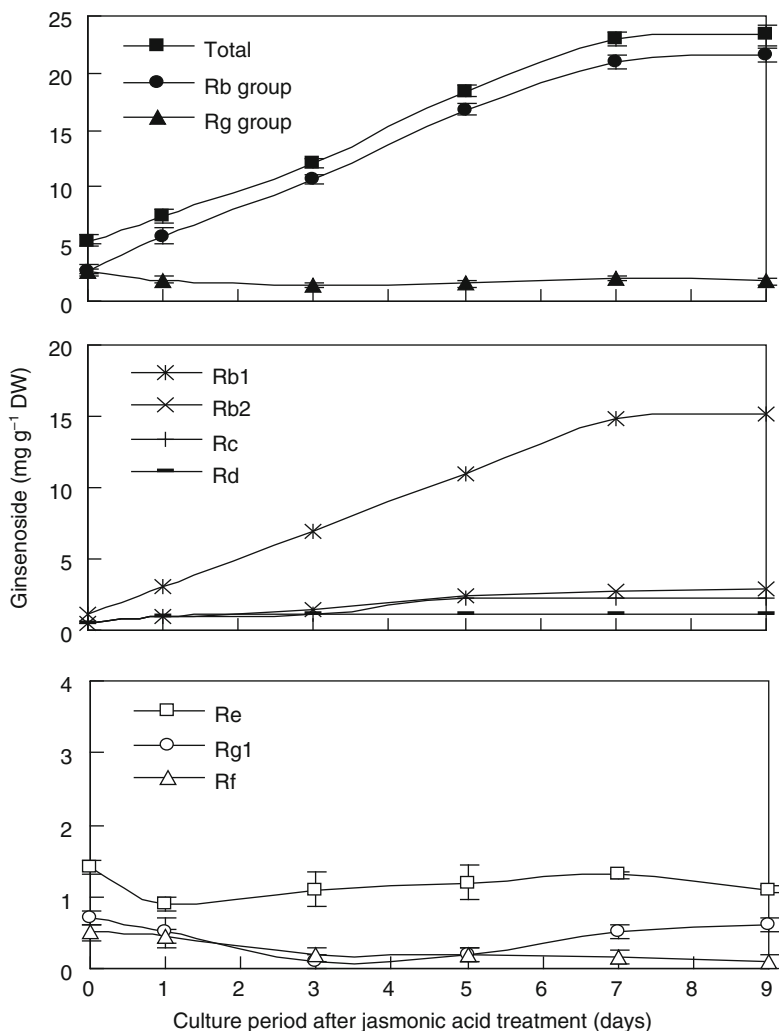 25
20
15
10
5
0
Total
Rb group
Rg group
20
15
10
5
0
Rb1
Rb2
Rc
Rd
Ginsenoside (mg g⁻¹ DW)
4
3
2
1
0
Re
Rg1
Rf
0 1 2 3 4 5 6 7 8 9
Culture period after jasmonic acid treatment (days)